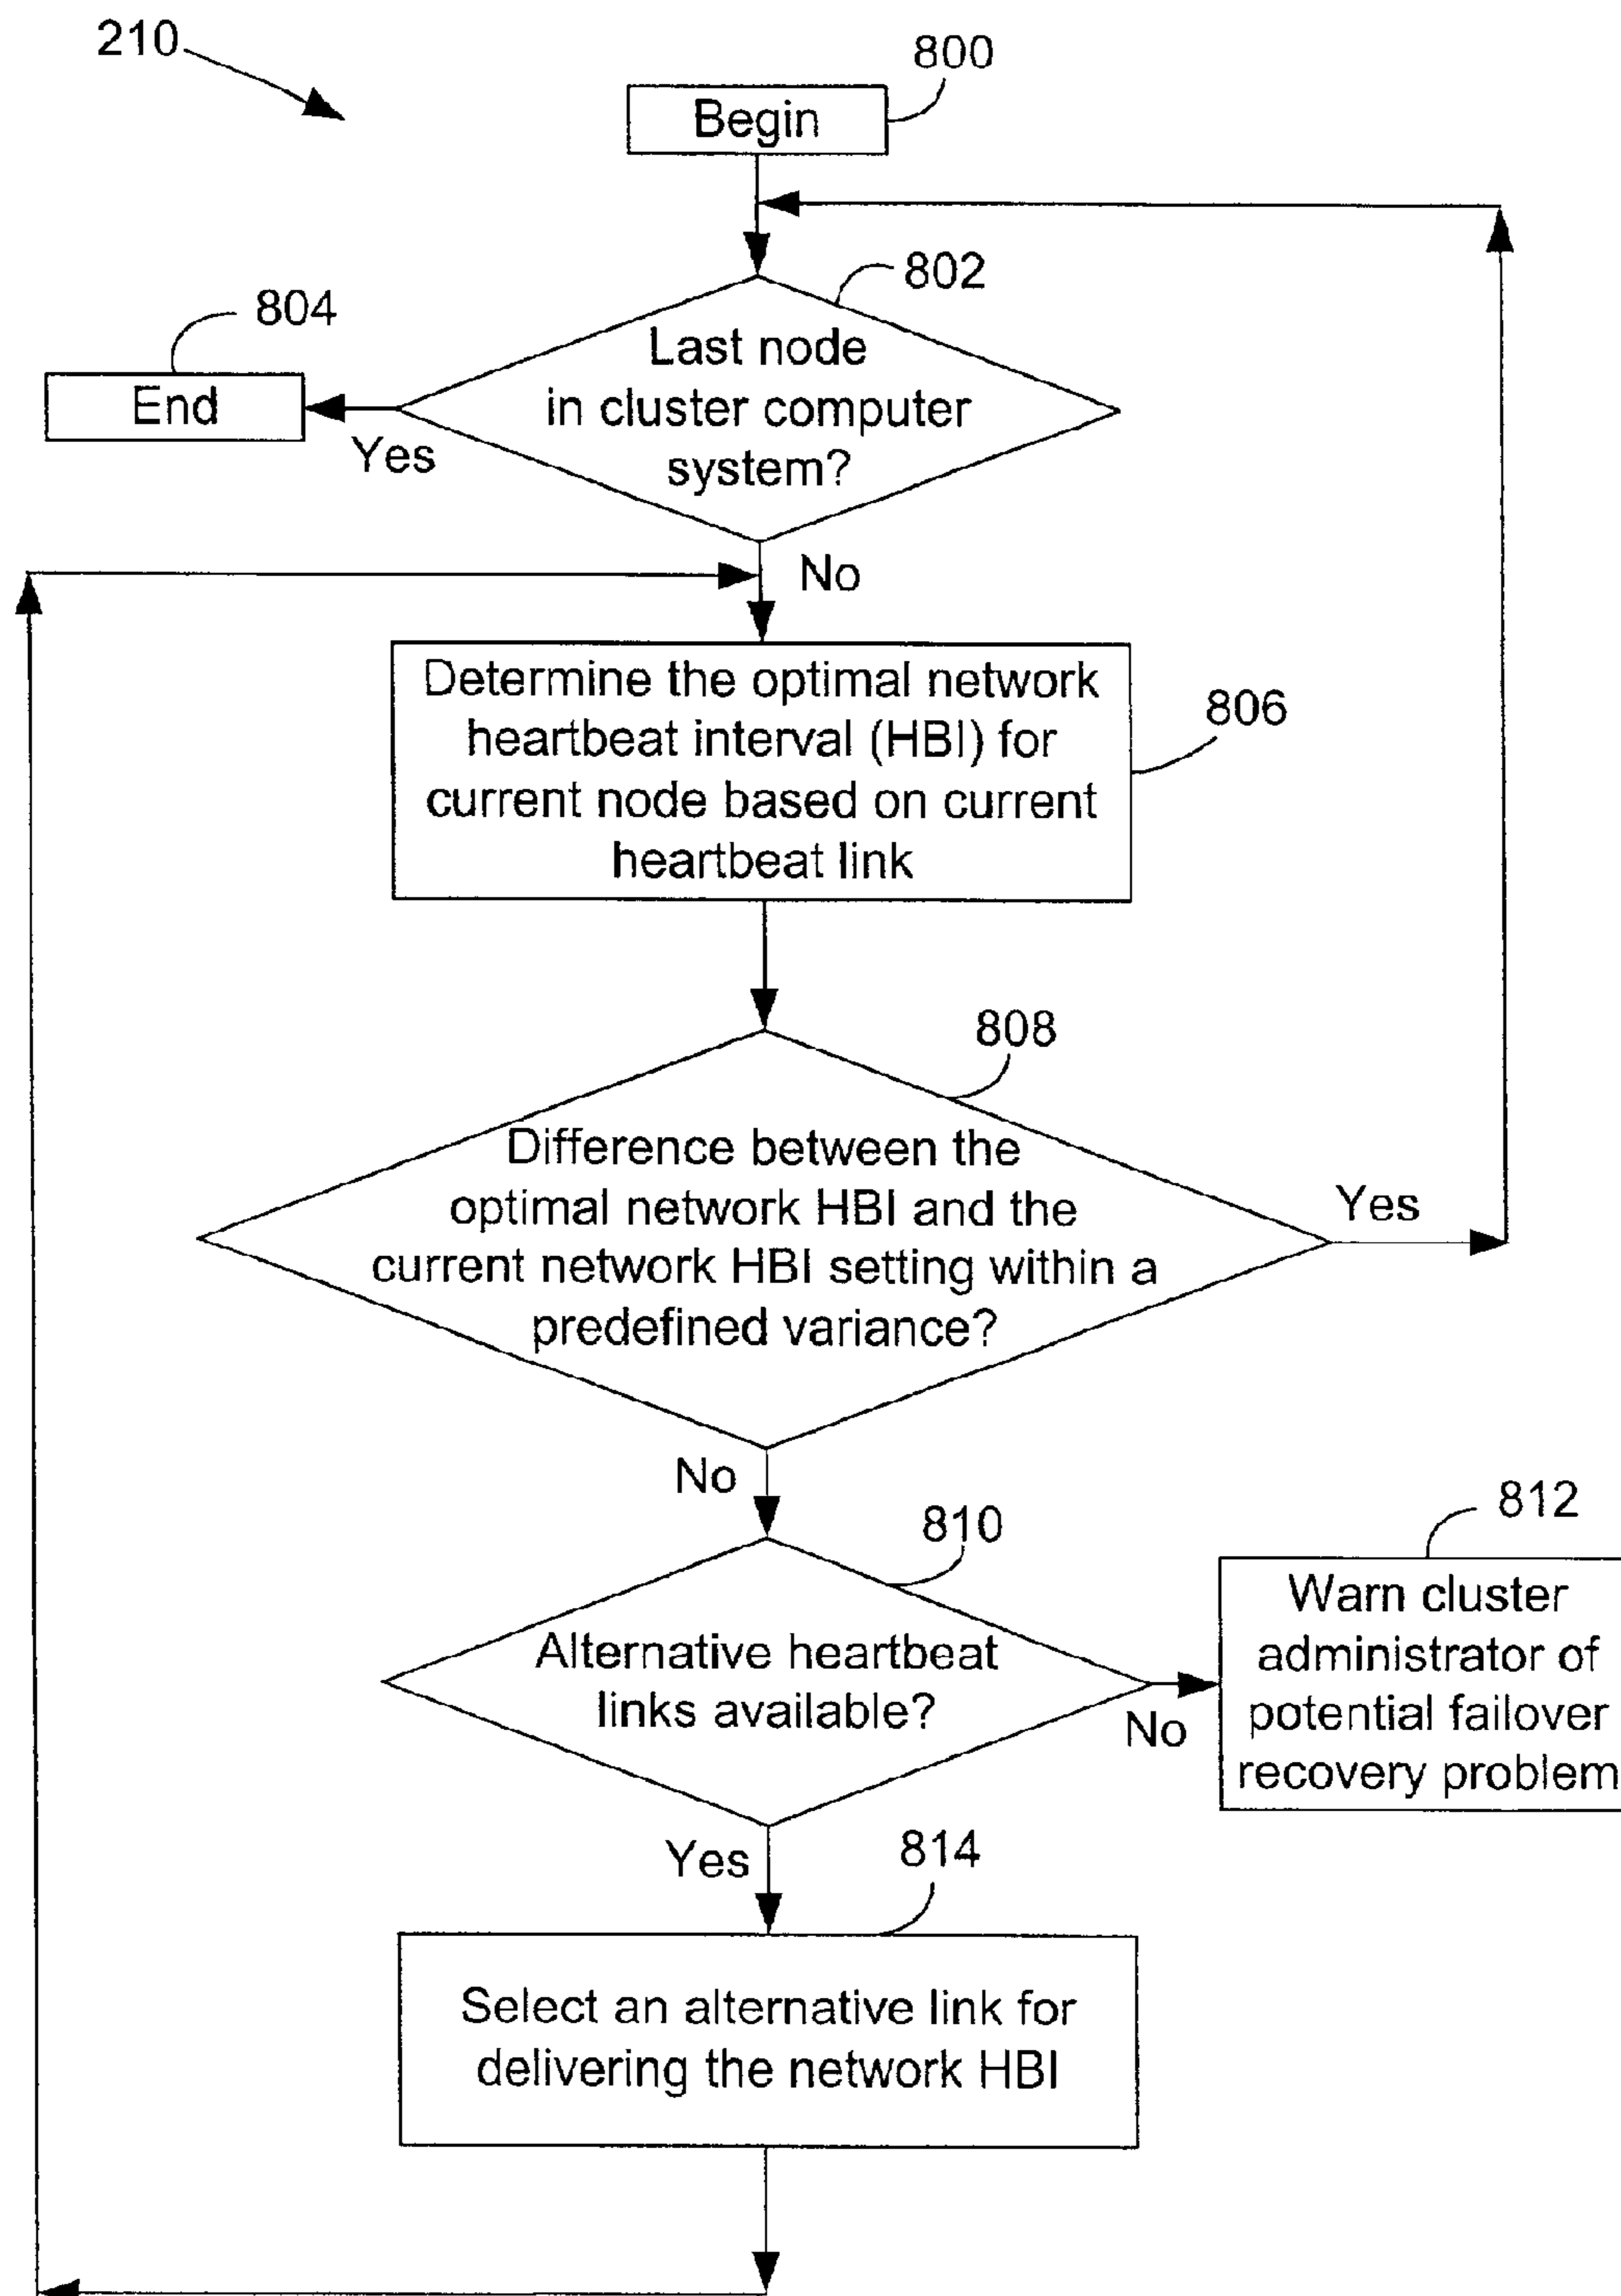 210
800
Begin
802
804
Last node
in cluster computer
system?
End
Yes
No
Determine the optimal network
heartbeat interval (HBI) for
current node based on current
heartbeat link
806
808
Difference between the
optimal network HBI and the
current network HBI setting within a
predefined variance?
Yes
No
810
812
Alternative heartbeat
links available?
No
Warn cluster
administrator of
potential failover
recovery problem
Yes
814
Select an alternative link for
delivering the network HBI